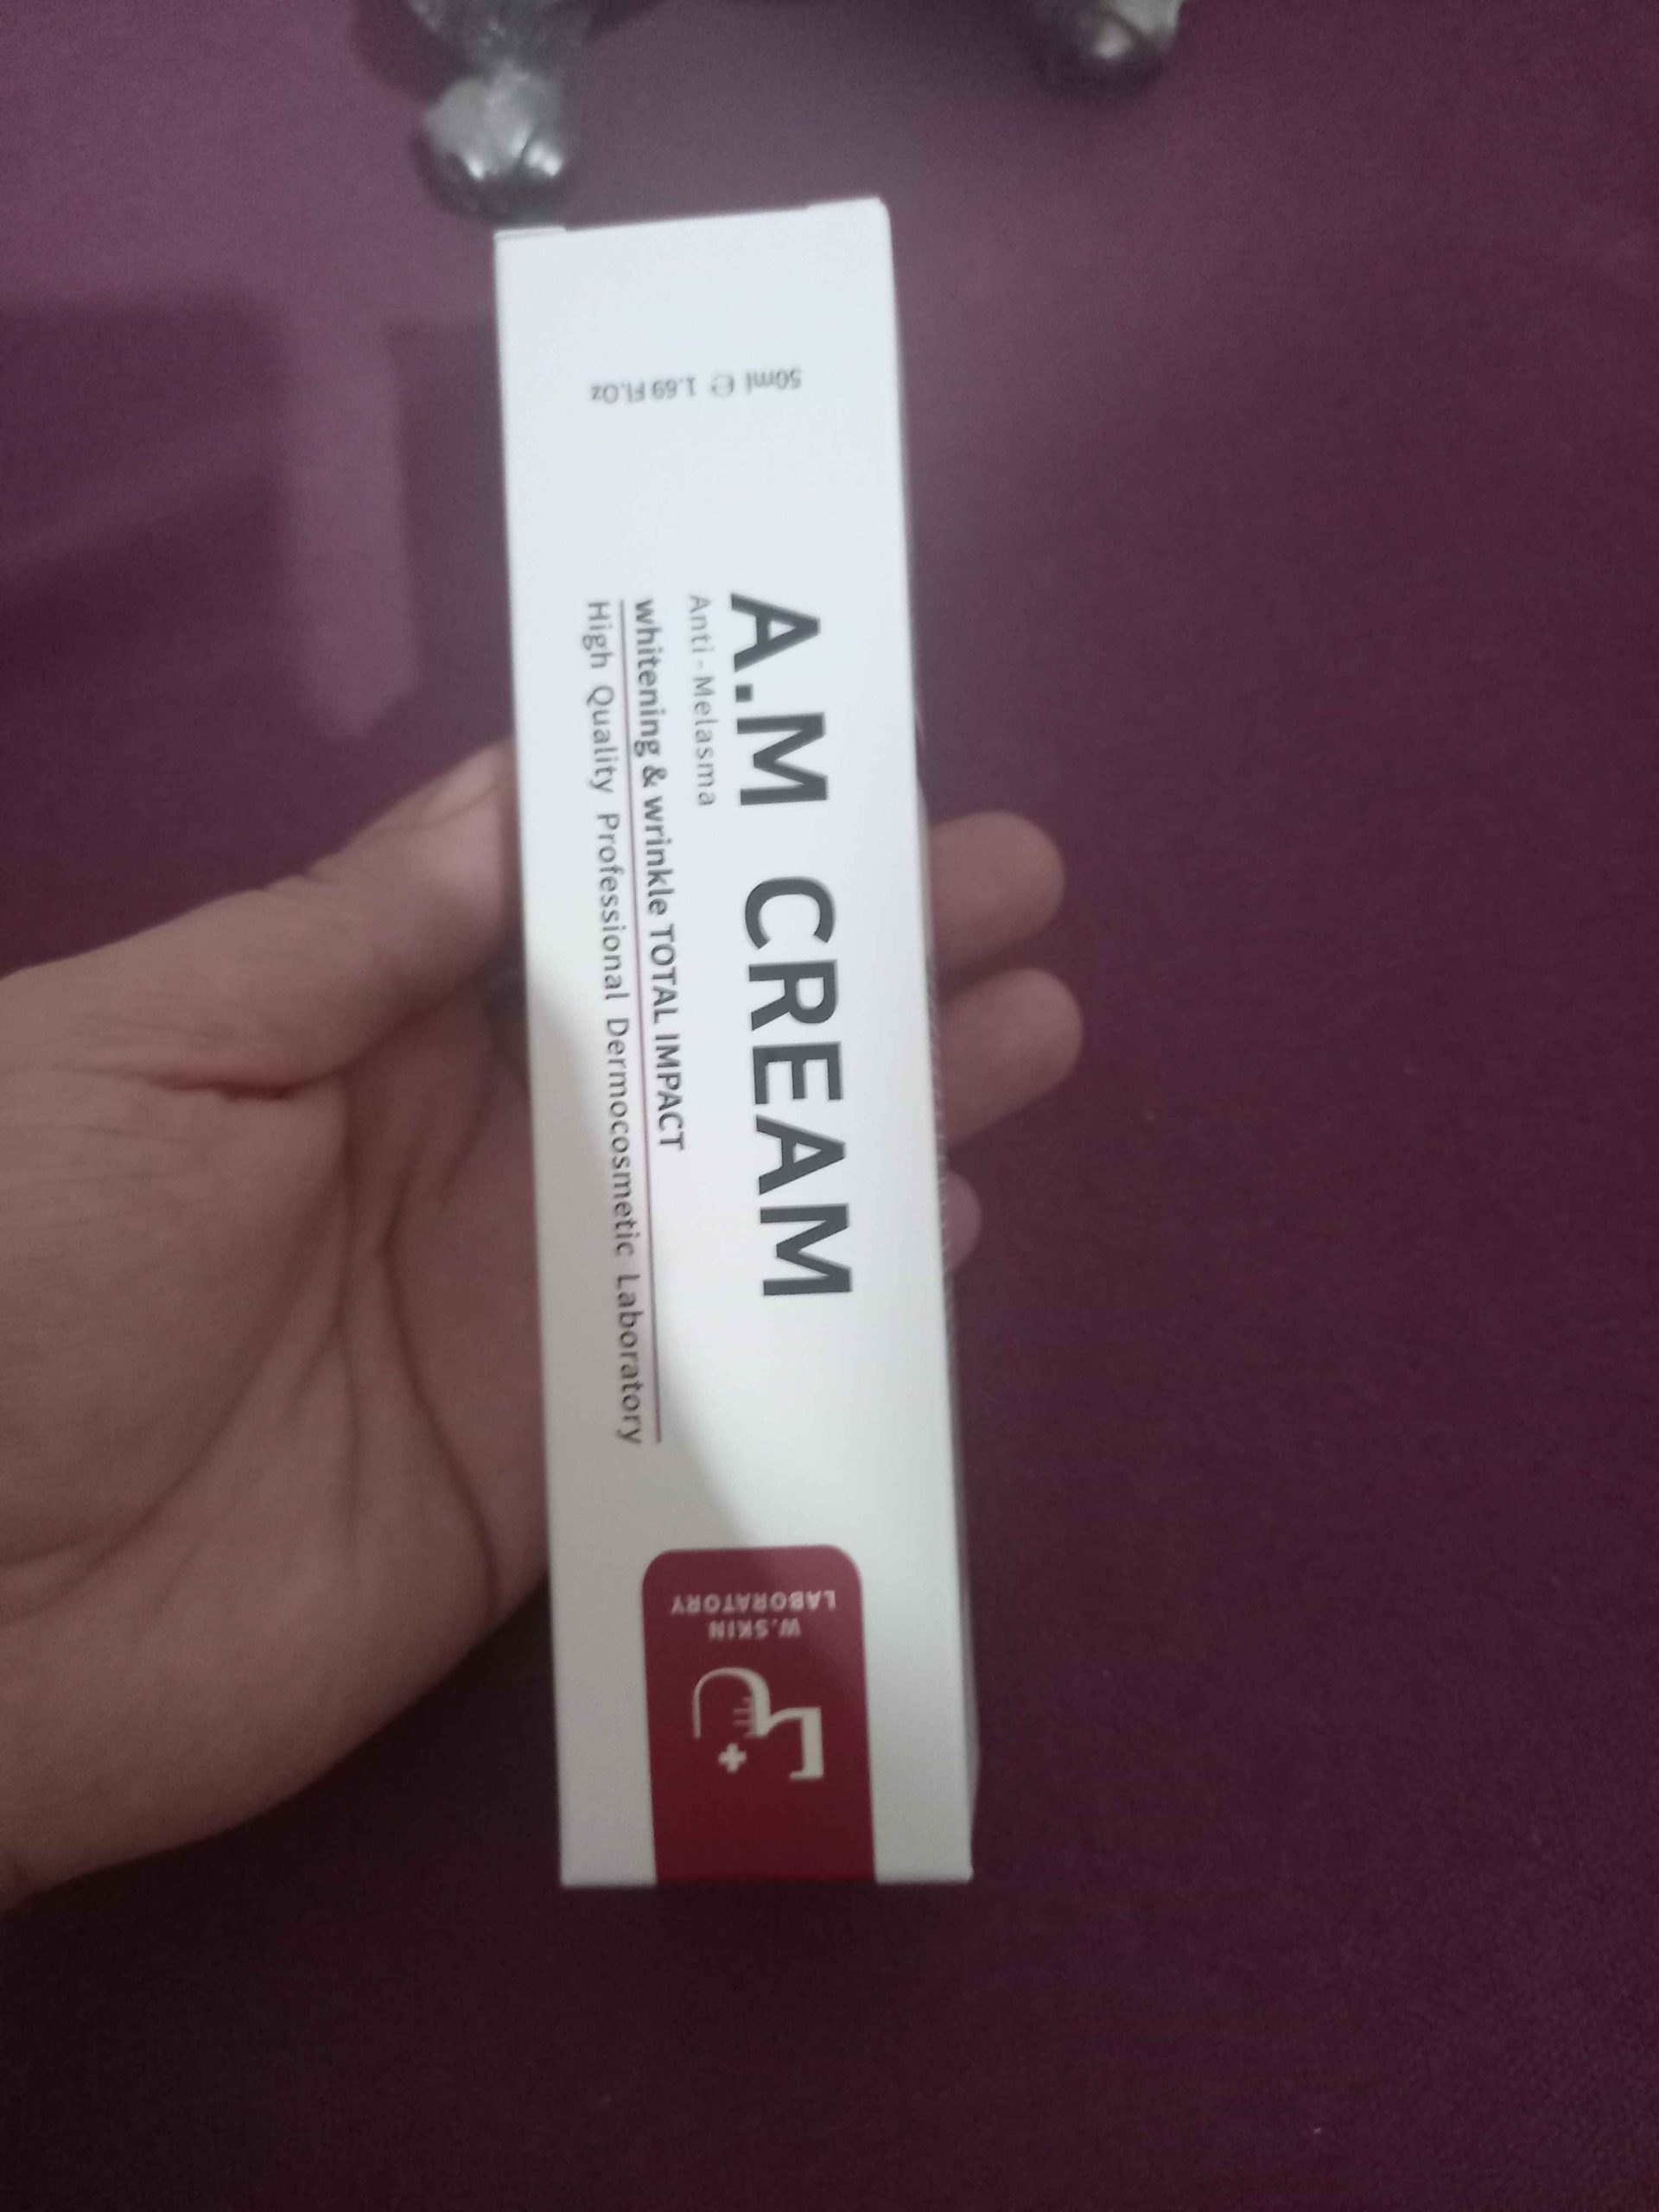 A.M CREAM
Anti-Melasma
whitening & wrinkle TOTAL IMPACT
High Quality Professional Dermocosmetic Laboratory
50ml ℮ 1.69 Fl.Oz
W.SKIN
LABORATORY